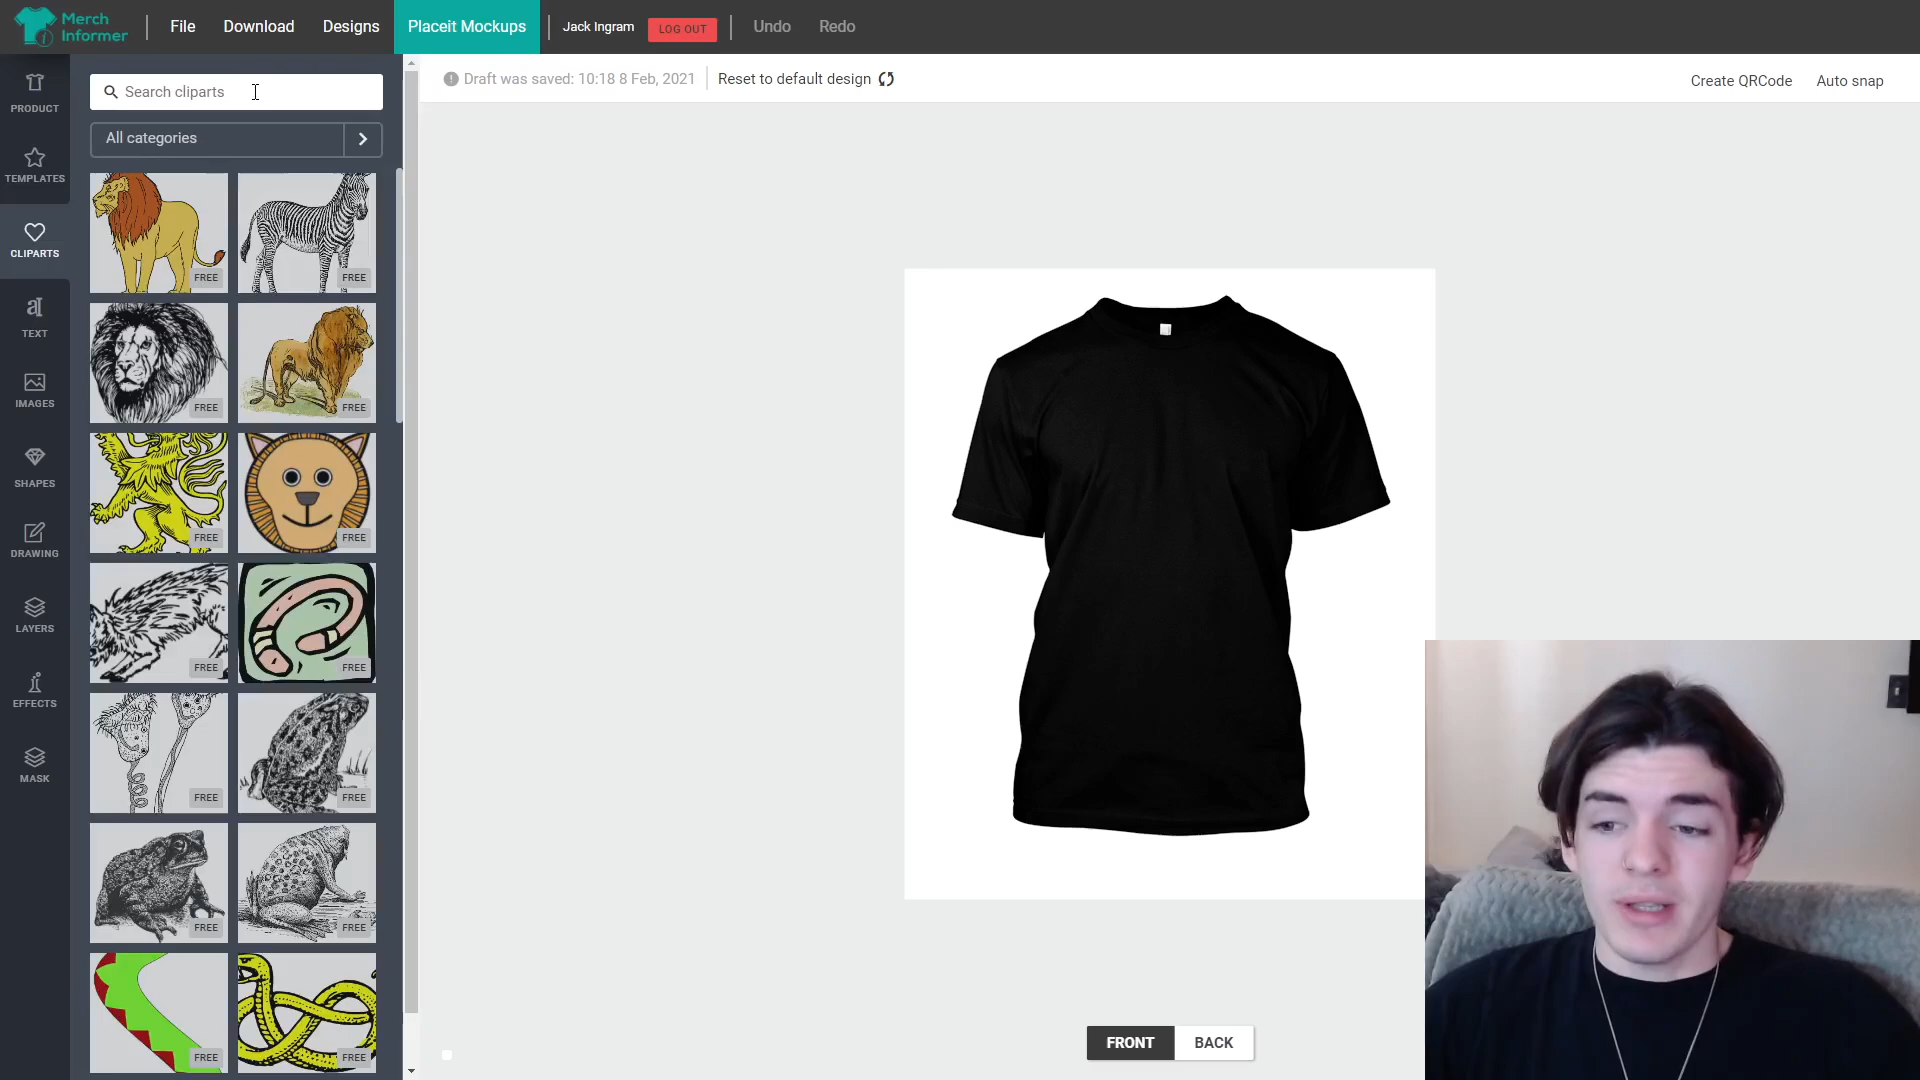 Merch
Informer
File
Download
Designs
Placeit Mockups
Jack Ingram
LOG OUT
Undo
Redo
Search cliparts
All categories
Draft was saved: 10:18 8 Feb, 2021
Reset to default design
Create QRCode
Auto snap
PRODUCT
TEMPLATES
CLIPARTS
TEXT
IMAGES
SHAPES
DRAWING
LAYERS
EFFECTS
MASK
FREE
FREE
FREE
FREE
FREE
FREE
FREE
FREE
FREE
FREE
FREE
FREE
FREE
FREE
FRONT
BACK